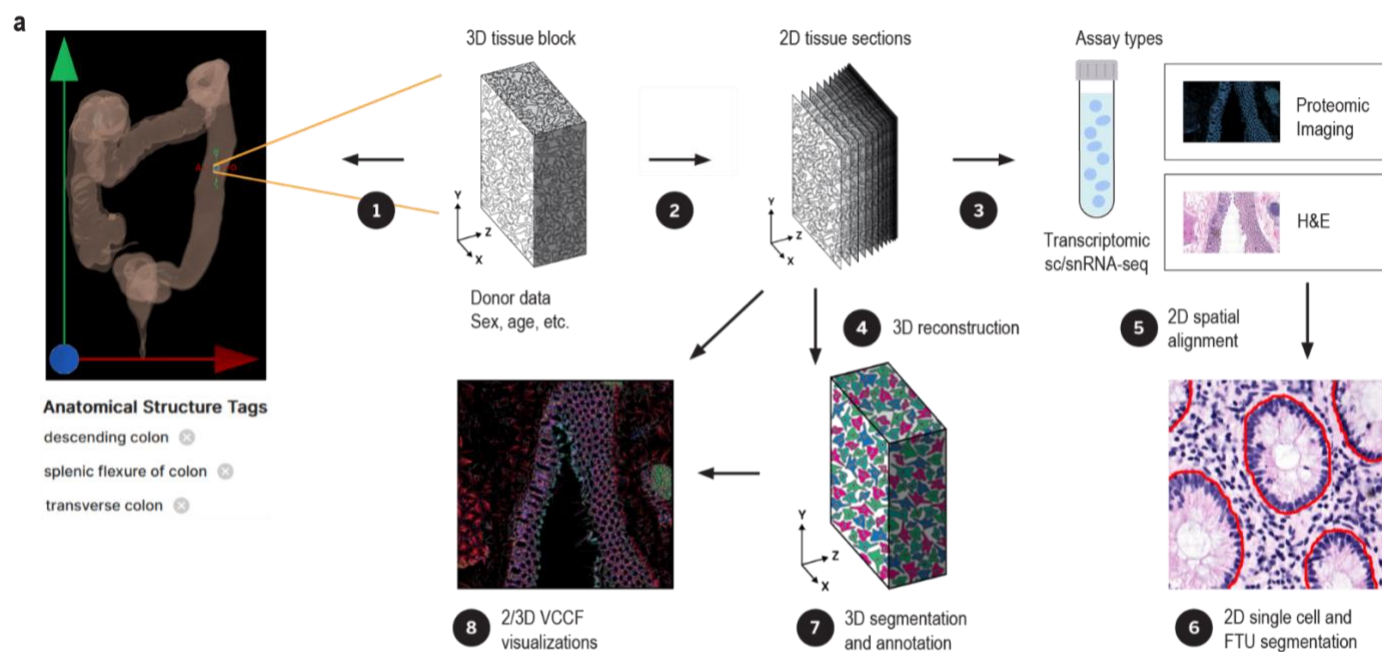 a
3D tissue block
2D tissue sections
Assay types
Proteomic
Imaging
H&E
Transcriptomic
sc/snRNA-seq
1
2
3
Y
Z
X
Y
Z
X
Donor data
Sex, age, etc.
4
3D reconstruction
5
2D spatial
alignment
Anatomical Structure Tags
descending colon
splenic flexure of colon
transverse colon
Y
Z
X
8
2/3D VCCF
visualizations
7
3D segmentation
and annotation
6
2D single cell and
FTU segmentation